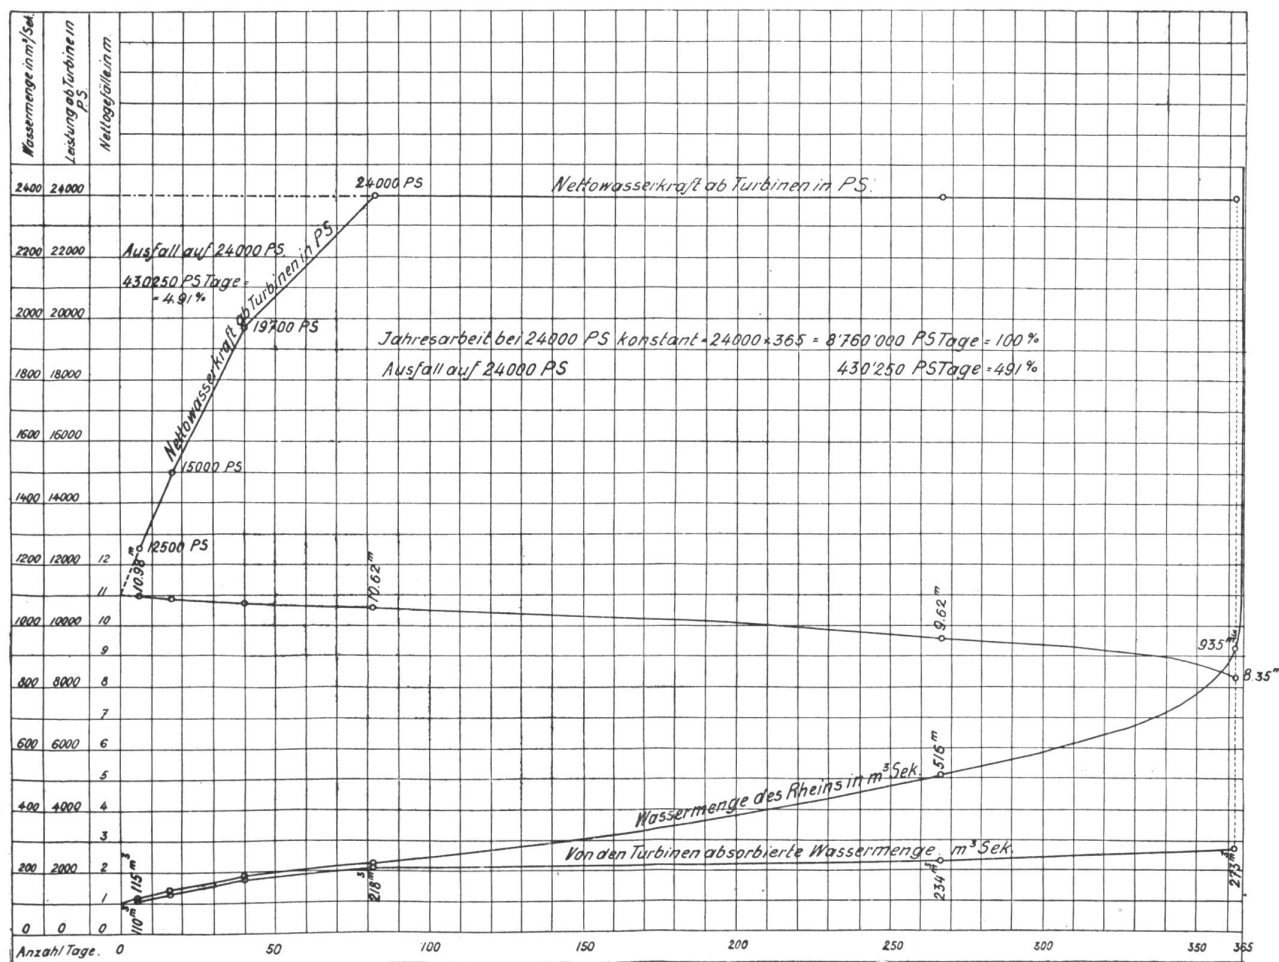 Wassermenge in m³/Sek.
Leistung ab Turbine in PS.
Nettogefälle in m.
2400 24000
24000 PS
Nettowasserkraft ab Turbinen in PS.
2200 22000
Ausfall auf 24000 PS.
430250 PS Tage =
= 4.91%
Nettowasserkraft ab Turbinen in PS
2000 20000
19700 PS
Jahresarbeit bei 24000 PS konstant = 24000 × 365 = 8'760'000 PS Tage = 100%
Ausfall auf 24000 PS 430'250 PS Tage = 491%
1800 18000
1600 16000
15000 PS
1400 14000
12500 PS
1200 12000 12
10.98 m
10.62 m
9.62 m
11
1000 10000 10
935 m³
9
8.35 m
800 8000 8
7
600 6000 6
516 m³
5
Wassermenge des Rheins in m³ Sek.
400 4000 4
3
Von den Turbinen absorbierte Wassermenge m³ Sek.
200 2000 2
115 m³
110 m³
218 m³
234 m³
273 m³
1
0 0 0
Anzahl Tage. 0 50 100 150 200 250 300 350 365